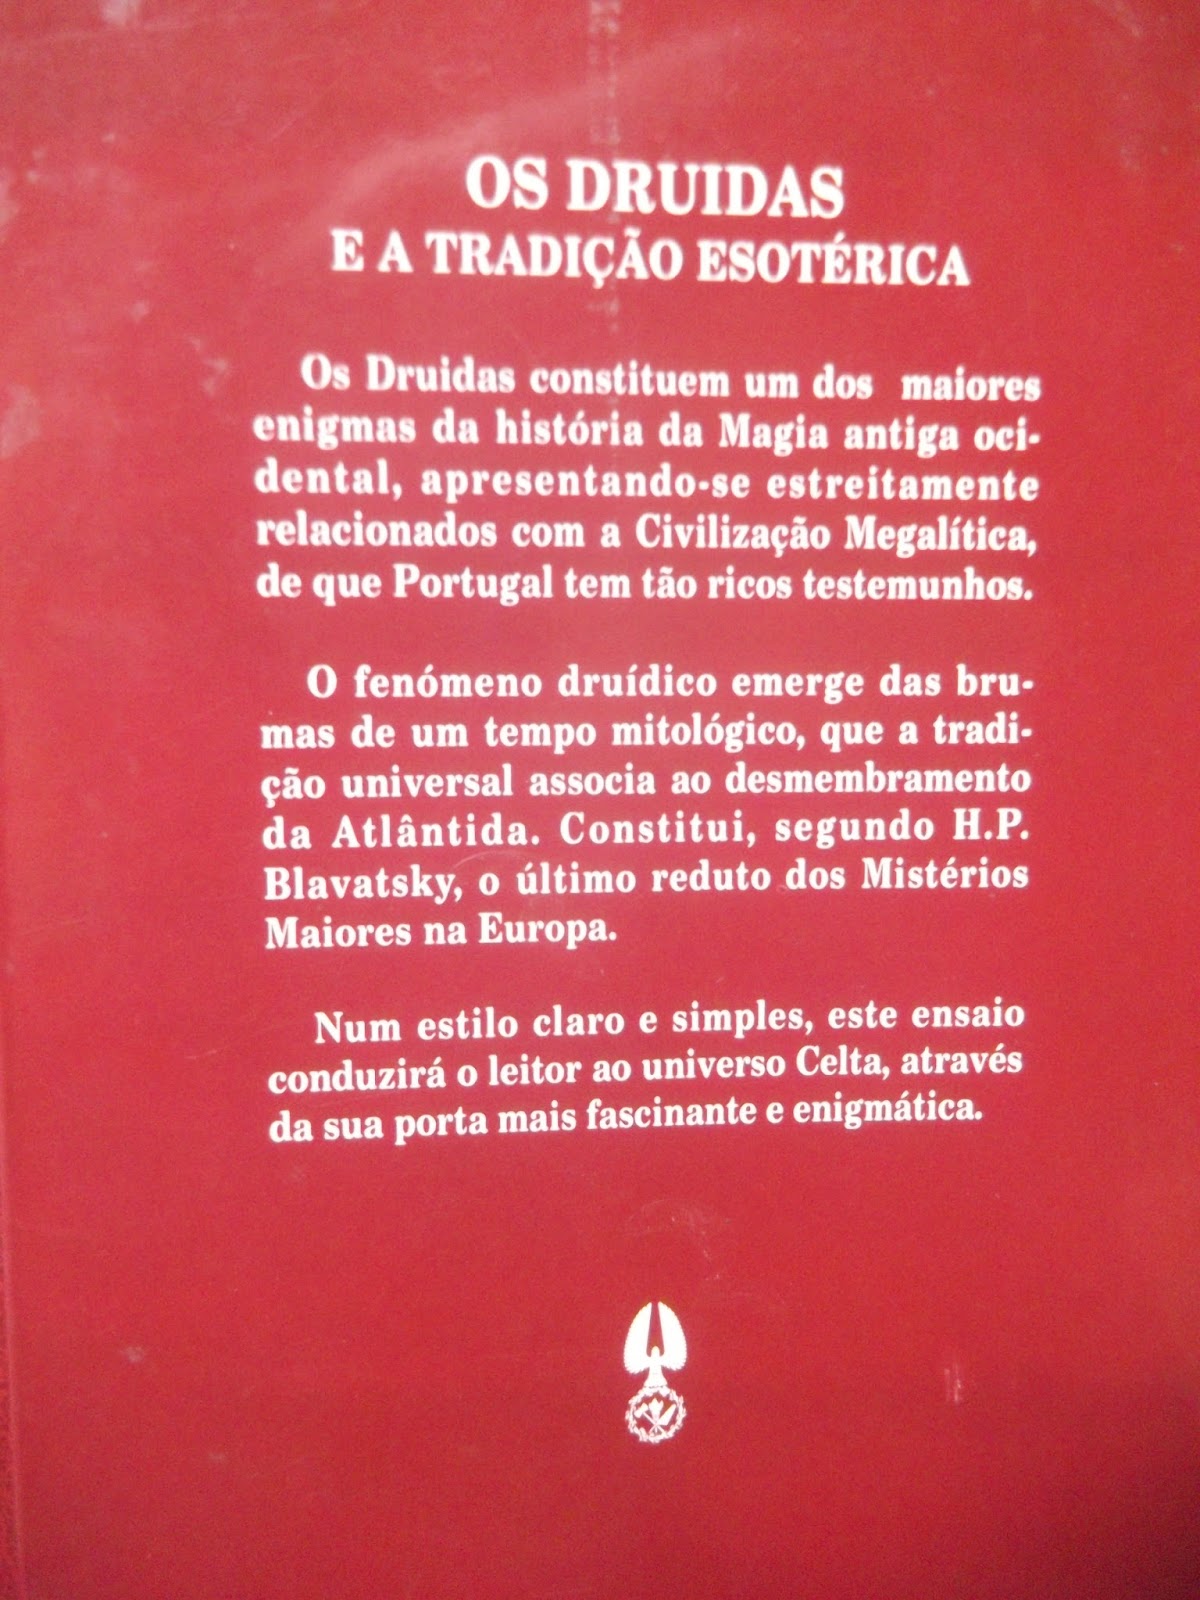 OS DRUIDAS
E A TRADIÇÃO ESOTÉRICA
Os Druidas constituem um dos maiores
enigmas da história da Magia antiga oci-
dental, apresentando-se estreitamente
relacionados com a Civilização Megalítica,
de que Portugal tem tão ricos testemunhos.
O fenómeno druídico emerge das bru-
mas de um tempo mitológico, que a tradi-
ção universal associa ao desmembramento
da Atlântida. Constitui, segundo H.P.
Blavatsky, o último reduto dos Mistérios
Maiores na Europa.
Num estilo claro e simples, este ensaio
conduzirá o leitor ao universo Celta, através
da sua porta mais fascinante e enigmática.